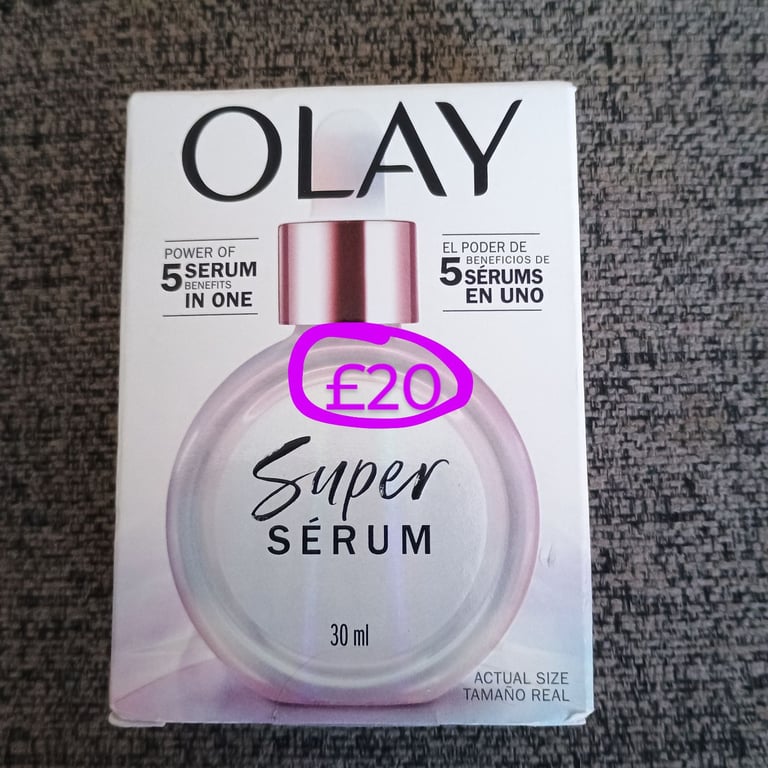 OLAY
POWER OF
5 SERUM
BENEFITS
IN ONE
EL PODER DE
5 BENEFICIOS DE
SÉRUMS
EN UNO
£20
Super
SÉRUM
30 ml
ACTUAL SIZE
TAMAÑO REAL